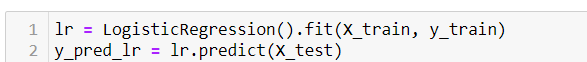 1 lr = LogisticRegression().fit(X_train, y_train)
2 y_pred_lr = lr.predict(X_test)